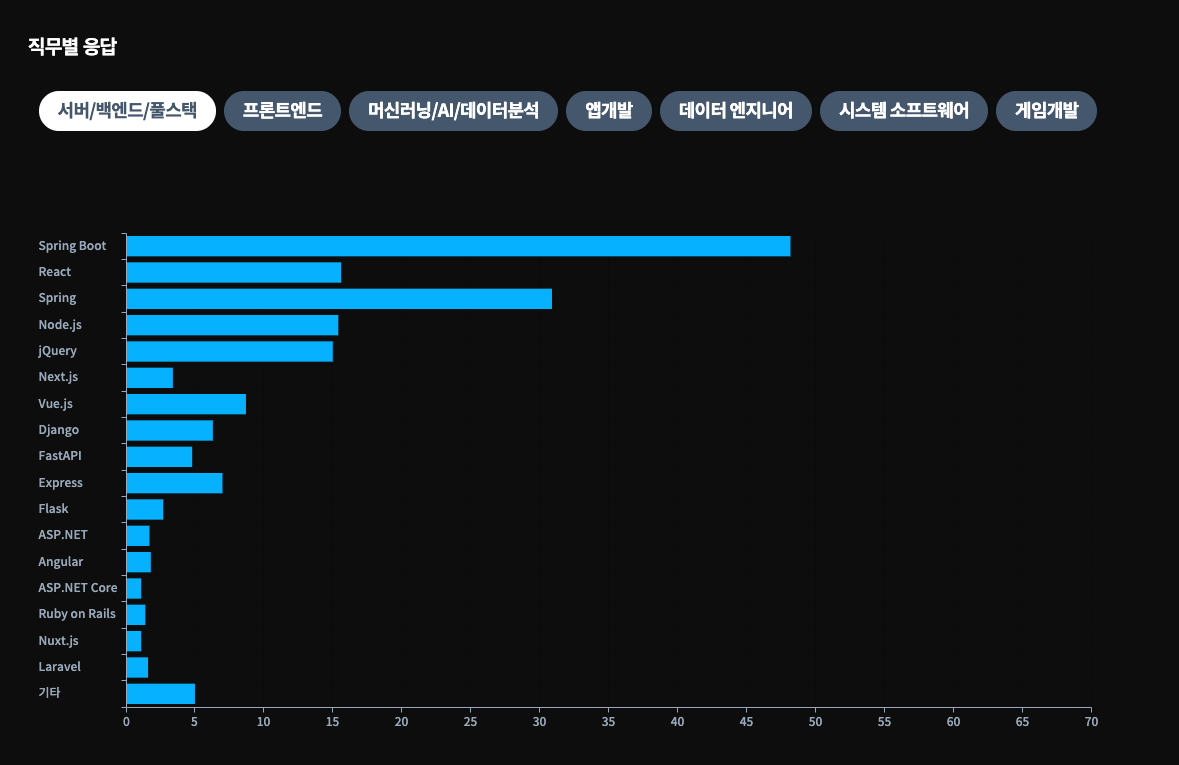 직무별 응답
서버/백엔드/풀스택 프론트엔드 머신러닝/AI/데이터분석 앱개발 데이터 엔지니어 시스템 소프트웨어 게임개발
Spring Boot
React
Spring
Node.js
jQuery
Next.js
Vue.js
Django
FastAPI
Express
Flask
ASP.NET
Angular
ASP.NET Core
Ruby on Rails
Nuxt.js
Laravel
기타
0 5 10 15 20 25 30 35 40 45 50 55 60 65 70